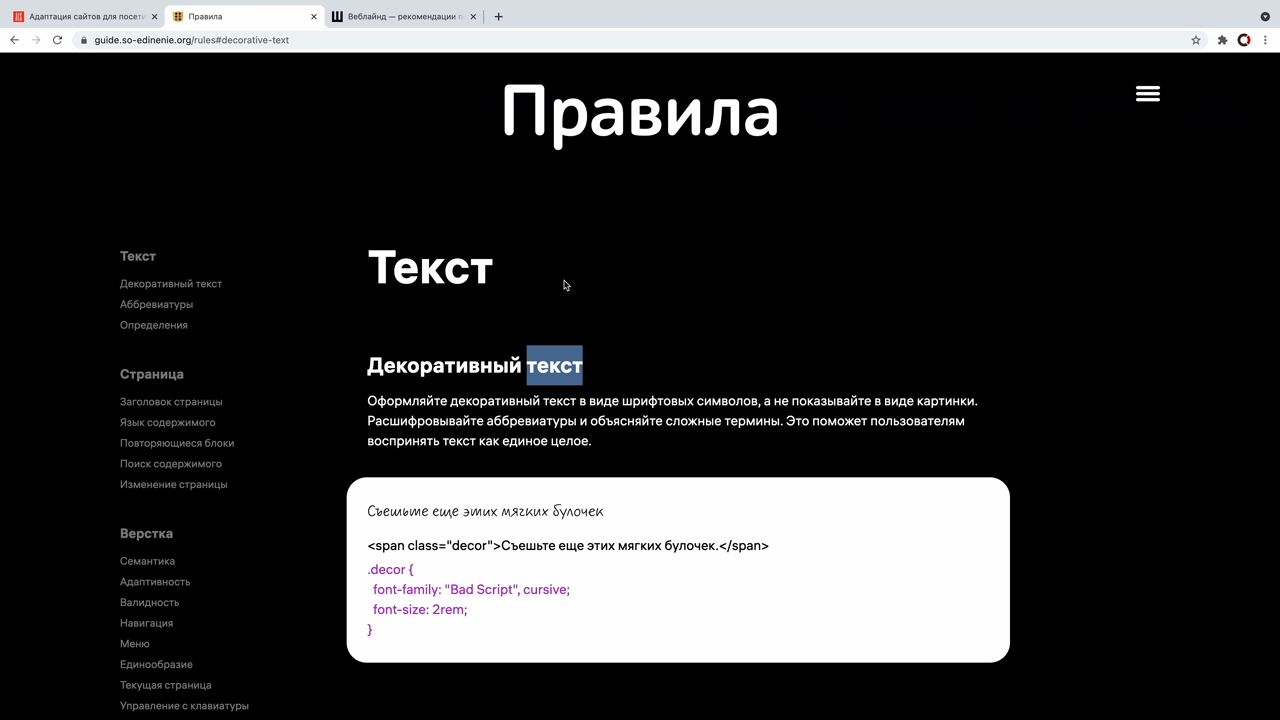 Адаптация сайтов для посети
Правила
Веблайнд — рекомендации п
guide.so-edinenie.org/rules#decorative-text
Правила
Текст
Декоративный текст
Аббревиатуры
Определения
Страница
Заголовок страницы
Язык содержимого
Повторяющиеся блоки
Поиск содержимого
Изменение страницы
Верстка
Семантика
Адаптивность
Валидность
Навигация
Меню
Единообразие
Текущая страница
Управление с клавиатуры
Текст
Декоративный текст
Оформляйте декоративный текст в виде шрифтовых символов, а не показывайте в виде картинки.
Расшифровывайте аббревиатуры и объясняйте сложные термины. Это поможет пользователям
воспринять текст как единое целое.
Съешьте еще этих мягких булочек
<span class="decor">Съешьте еще этих мягких булочек.</span>
.decor {
font-family: "Bad Script", cursive;
font-size: 2rem;
}